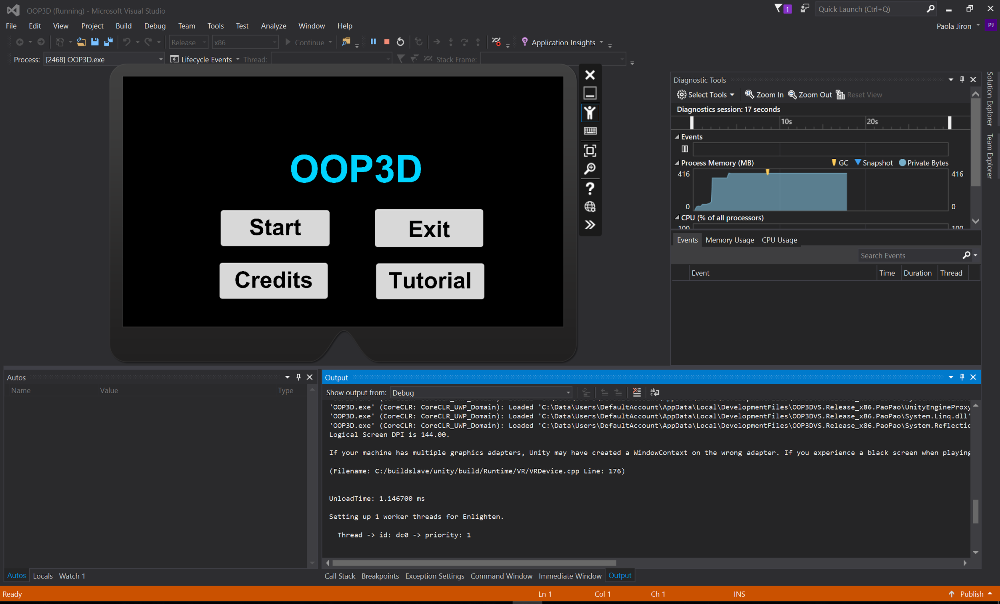 OOP3D (Running) - Microsoft Visual Studio
1
Quick Launch (Ctrl+Q)
File Edit View Project Build Debug Team Tools Test Analyze Window Help
Paola Jiron PJ
Release x86 Continue Application Insights
Process: [2468] OOP3D.exe Lifecycle Events Thread: Stack Frame:
OOP3D
Start Exit
Credits Tutorial
Diagnostic Tools
Select Tools Zoom In Zoom Out Reset View
Diagnostics session: 17 seconds
10s 20s
Events
Process Memory (MB) GC Snapshot Private Bytes
416 416
0 0
CPU (% of all processors)
100 100
Events Memory Usage CPU Usage
Search Events
Event Time Duration Thread
Solution Explorer
Team Explorer
Autos
Name Value Type
Autos Locals Watch 1
Output
Show output from: Debug
'OOP3D.exe' (CoreCLR: CoreCLR_UWP_Domain): Loaded 'C:\Data\Users\DefaultAccount\AppData\Local\DevelopmentFiles\OOP3DVS.Release_x86.PaoPao\UnityEngineProxy
'OOP3D.exe' (CoreCLR: CoreCLR_UWP_Domain): Loaded 'C:\Data\Users\DefaultAccount\AppData\Local\DevelopmentFiles\OOP3DVS.Release_x86.PaoPao\System.Linq.dll'
'OOP3D.exe' (CoreCLR: CoreCLR_UWP_Domain): Loaded 'C:\Data\Users\DefaultAccount\AppData\Local\DevelopmentFiles\OOP3DVS.Release_x86.PaoPao\System.Reflectio
Logical Screen DPI is 144.00.
If your machine has multiple graphics adapters, Unity may have created a WindowContext on the wrong adapter. If you experience a black screen when playing
(Filename: C:/buildslave/unity/build/Runtime/VR/VRDevice.cpp Line: 176)
UnloadTime: 1.146700 ms
Setting up 1 worker threads for Enlighten.
Thread -> id: dc0 -> priority: 1
Call Stack Breakpoints Exception Settings Command Window Immediate Window Output
Ready Ln 1 Col 1 Ch 1 INS Publish